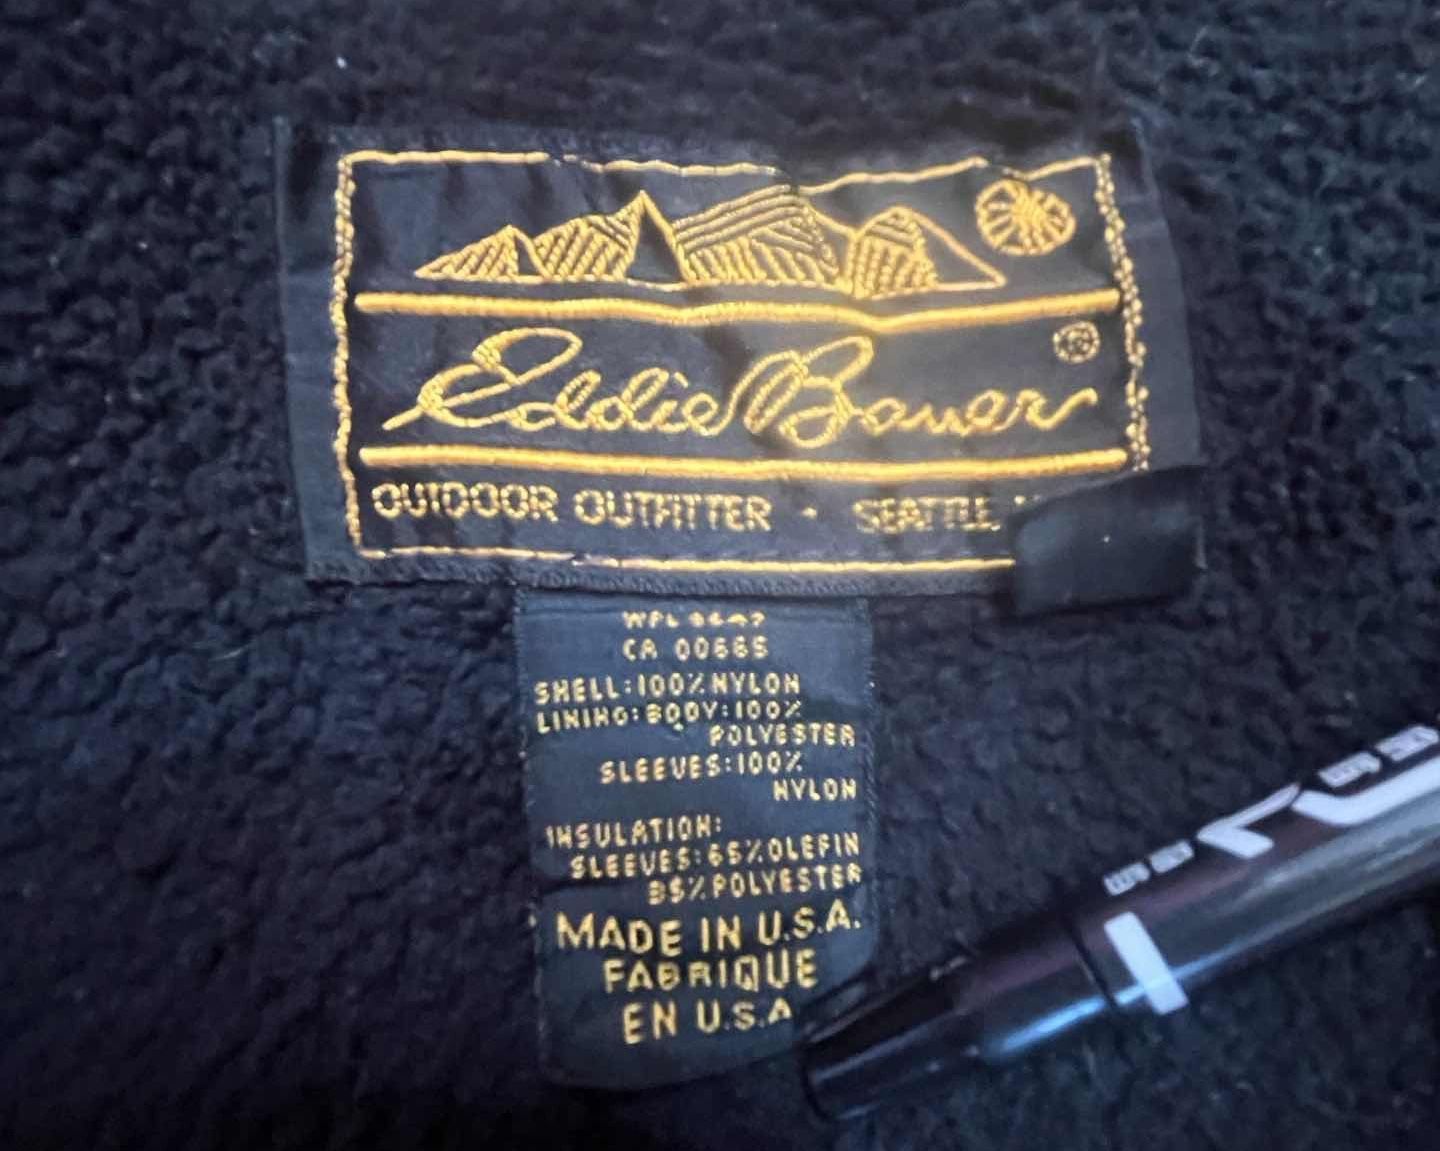 Eddie Bauer ®
OUTDOOR OUTFITTER · SEATTLE,
WPL
CA 00665
SHELL:100%NYLON
LINING:BODY:100%
POLYESTER
SLEEVES:100%
NYLON
INSULATION:
SLEEVES:65%OLEFIN
35%POLYESTER
MADE IN U.S.A.
FABRIQUE
EN U.S.A